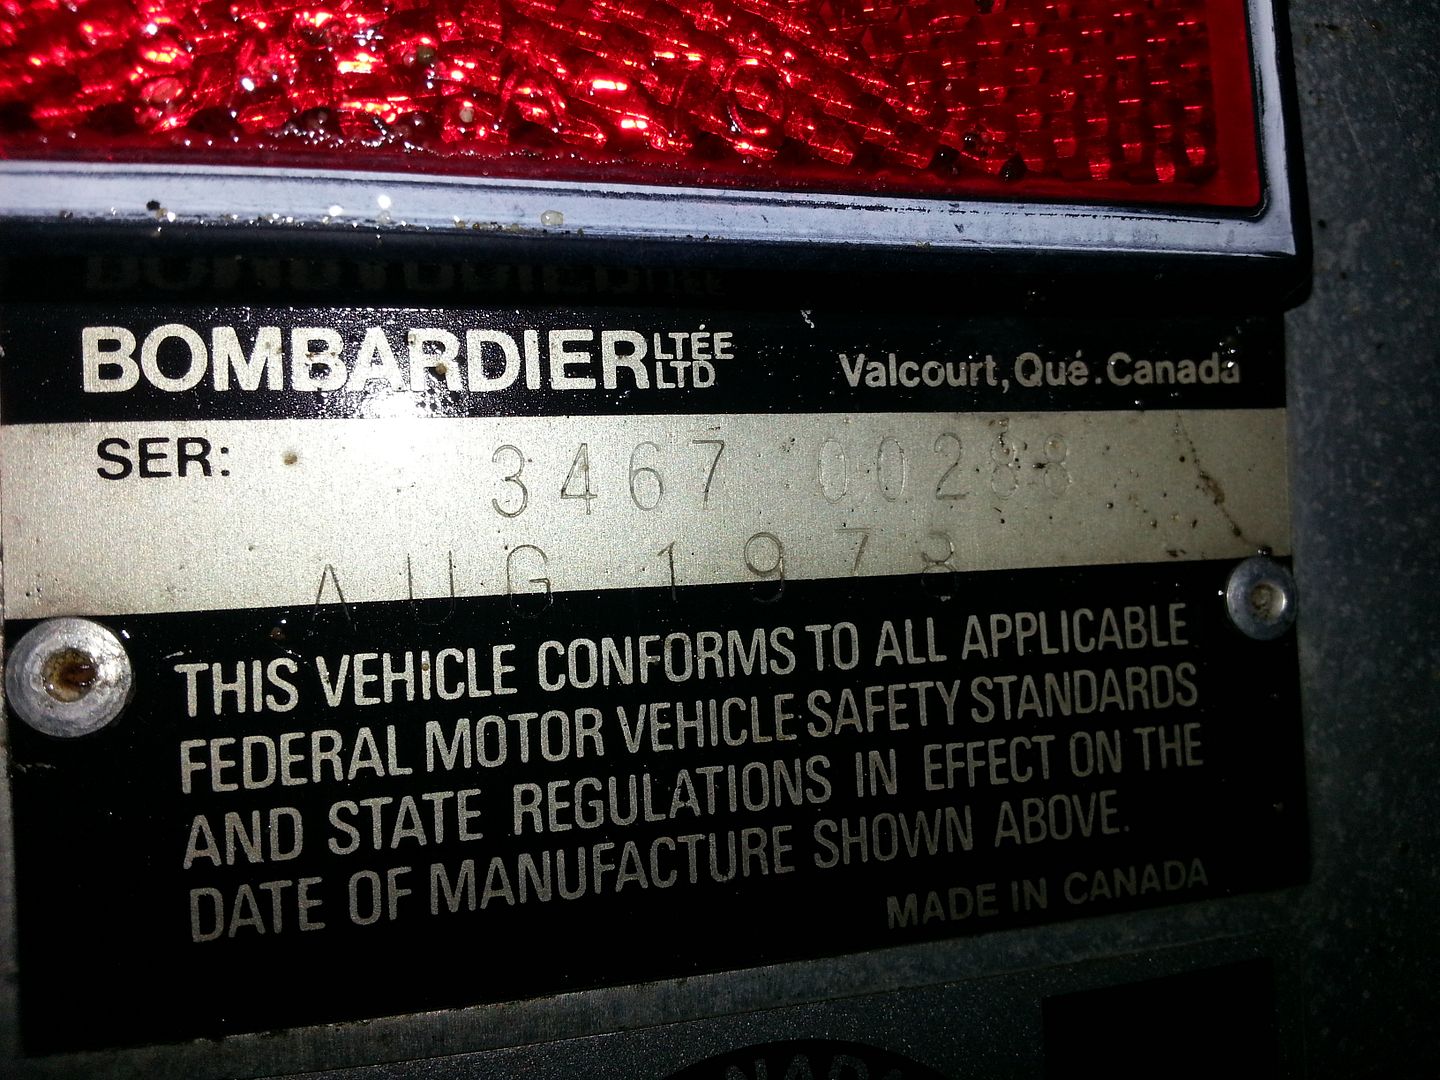 BOMBARDIER LTÉE LTD Valcourt, Qué. Canada
SER: 3467 00288
AUG 1978
THIS VEHICLE CONFORMS TO ALL APPLICABLE
FEDERAL MOTOR VEHICLE SAFETY STANDARDS
AND STATE REGULATIONS IN EFFECT ON THE
DATE OF MANUFACTURE SHOWN ABOVE.
MADE IN CANADA